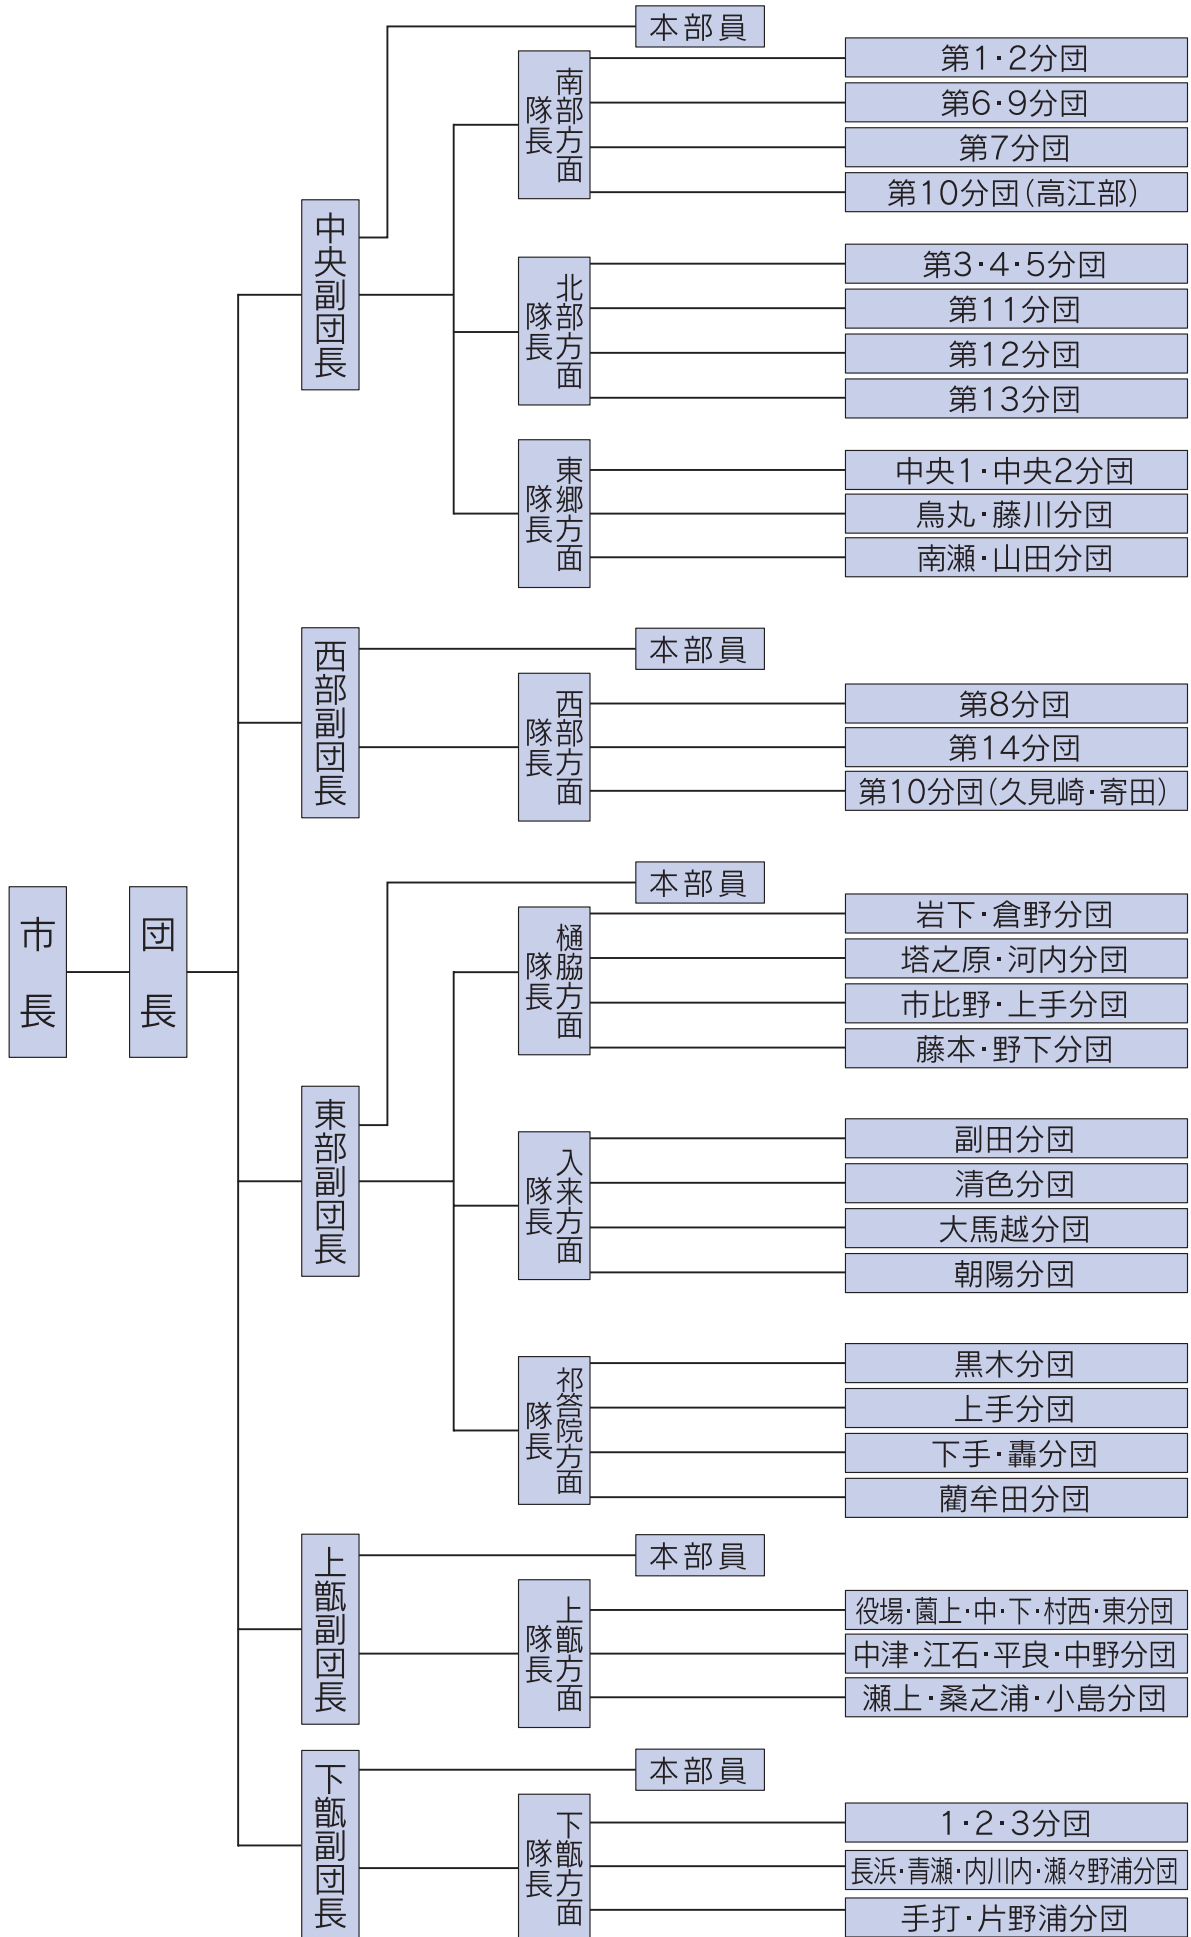 市長
団長
中央副団長
本部員
南部方面隊長
第1・2分団
第6・9分団
第7分団
第10分団(高江部)
北部方面隊長
第3・4・5分団
第11分団
第12分団
第13分団
東郷方面隊長
中央1・中央2分団
鳥丸・藤川分団
南瀬・山田分団
西部副団長
本部員
西部方面隊長
第8分団
第14分団
第10分団(久見崎・寄田)
東部副団長
本部員
樋脇方面隊長
岩下・倉野分団
塔之原・河内分団
市比野・上手分団
藤本・野下分団
入来方面隊長
副田分団
清色分団
大馬越分団
朝陽分団
祁答院方面隊長
黒木分団
上手分団
下手・轟分団
藺牟田分団
上甑副団長
本部員
上甑方面隊長
役場・薗上・中・下・村西・東分団
中津・江石・平良・中野分団
瀬上・桑之浦・小島分団
下甑副団長
本部員
下甑方面隊長
1・2・3分団
長浜・青瀬・内川内・瀬々野浦分団
手打・片野浦分団